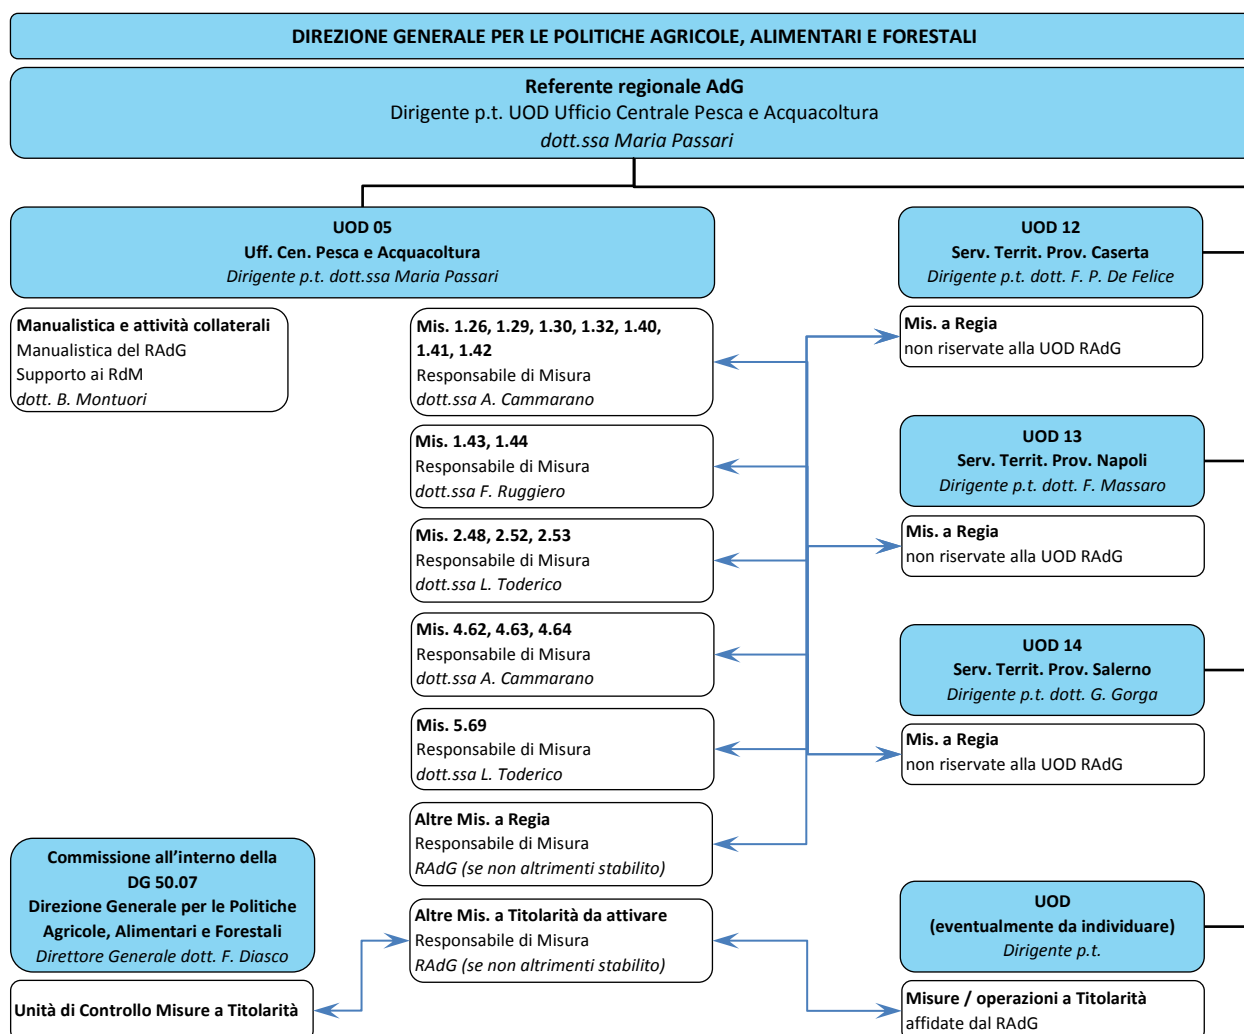 DIREZIONE GENERALE PER LE POLITICHE AGRICOLE, ALIMENTARI E FORESTALI
Referente regionale AdG
Dirigente p.t. UOD Ufficio Centrale Pesca e Acquacoltura
dott.ssa Maria Passari
UOD 05
Uff. Cen. Pesca e Acquacoltura
Dirigente p.t. dott.ssa Maria Passari
Manualistica e attività collaterali
Manualistica del RAdG
Supporto ai RdM
dott. B. Montuori
Mis. 1.26, 1.29, 1.30, 1.32, 1.40,
1.41, 1.42
Responsabile di Misura
dott.ssa A. Cammarano
Mis. 1.43, 1.44
Responsabile di Misura
dott.ssa F. Ruggiero
Mis. 2.48, 2.52, 2.53
Responsabile di Misura
dott.ssa L. Toderico
Mis. 4.62, 4.63, 4.64
Responsabile di Misura
dott.ssa A. Cammarano
Mis. 5.69
Responsabile di Misura
dott.ssa L. Toderico
Altre Mis. a Regia
Responsabile di Misura
RAdG (se non altrimenti stabilito)
Altre Mis. a Titolarità da attivare
Responsabile di Misura
RAdG (se non altrimenti stabilito)
Commissione all'interno della
DG 50.07
Direzione Generale per le Politiche
Agricole, Alimentari e Forestali
Direttore Generale dott. F. Diasco
Unità di Controllo Misure a Titolarità
UOD 12
Serv. Territ. Prov. Caserta
Dirigente p.t. dott. F. P. De Felice
Mis. a Regia
non riservate alla UOD RAdG
UOD 13
Serv. Territ. Prov. Napoli
Dirigente p.t. dott. F. Massaro
Mis. a Regia
non riservate alla UOD RAdG
UOD 14
Serv. Territ. Prov. Salerno
Dirigente p.t. dott. G. Gorga
Mis. a Regia
non riservate alla UOD RAdG
UOD
(eventualmente da individuare)
Dirigente p.t.
Misure / operazioni a Titolarità
affidate dal RAdG